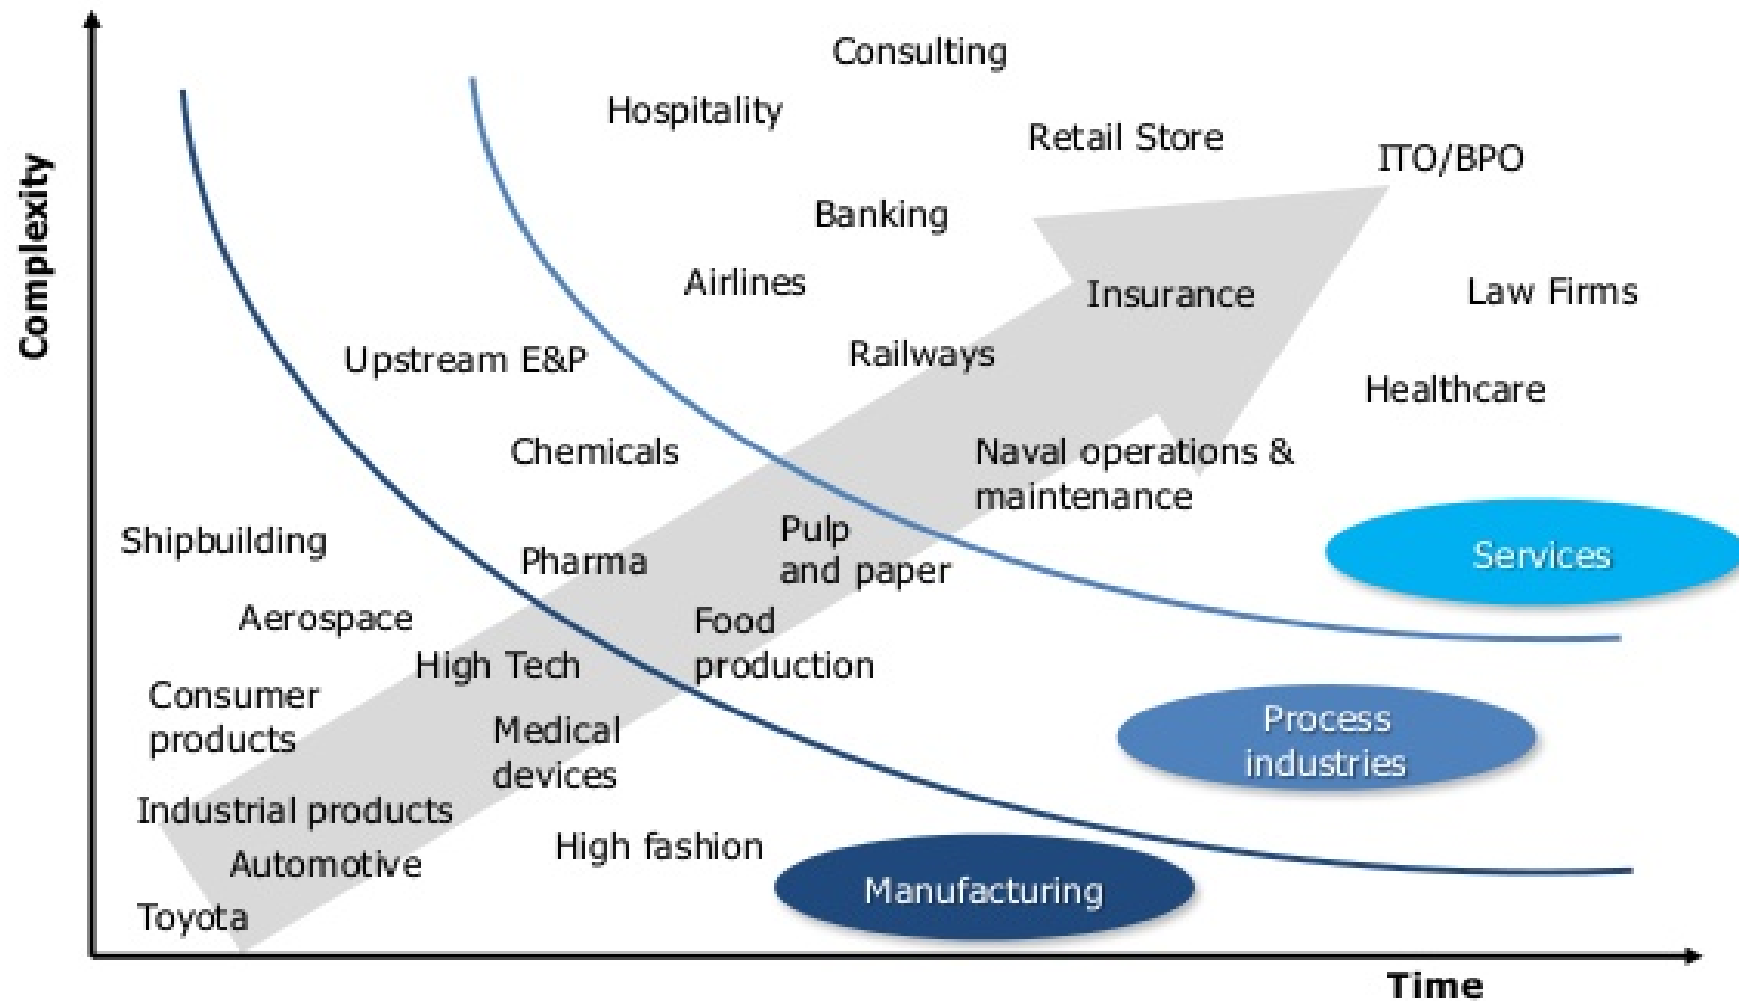 Consulting
Hospitality
Retail Store
ITO/BPO
Banking
Airlines
Insurance
Law Firms
Complexity
Upstream E&P
Railways
Healthcare
Chemicals
Naval operations &
maintenance
Shipbuilding
Pharma
Pulp
and paper
Services
Aerospace
Food
production
High Tech
Consumer
products
Medical
devices
Process
industries
Industrial products
Automotive
High fashion
Manufacturing
Toyota
Time